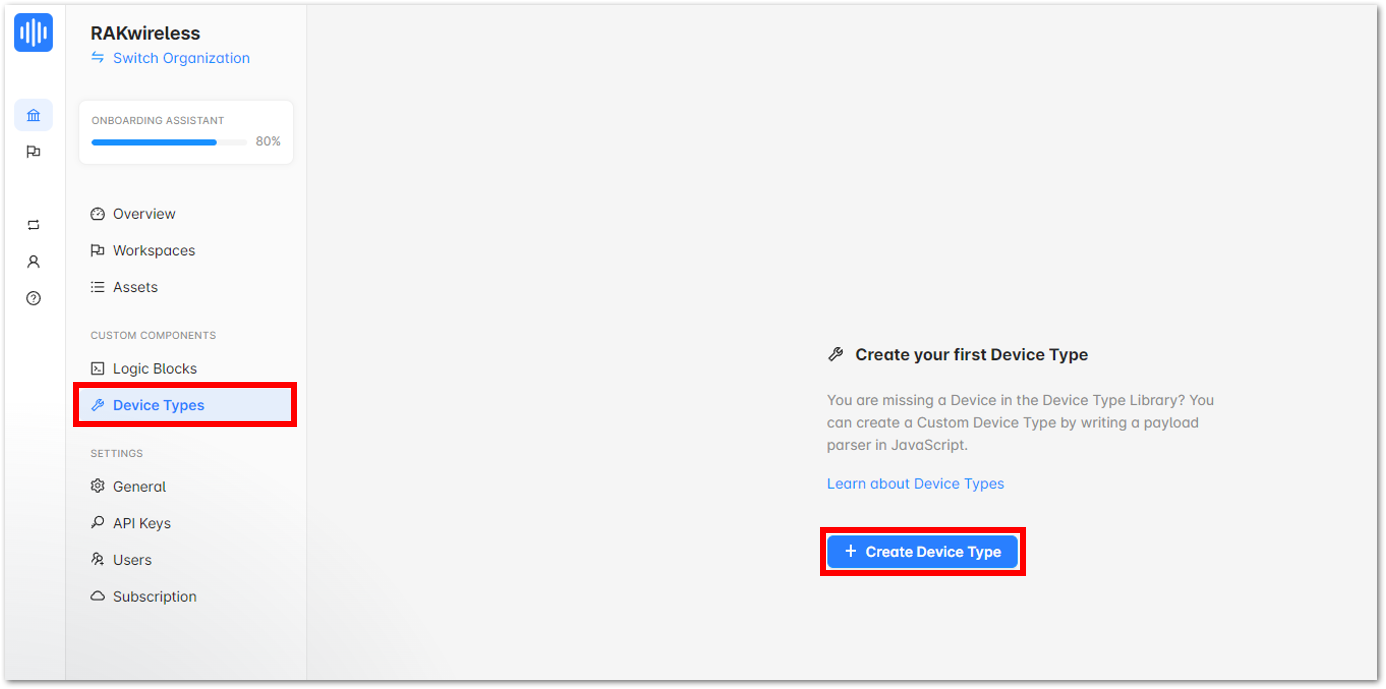 RAKwireless
Switch Organization
ONBOARDING ASSISTANT
80%
Overview
Workspaces
Assets
CUSTOM COMPONENTS
Logic Blocks
Device Types
SETTINGS
General
API Keys
Users
Subscription
Create your first Device Type
You are missing a Device in the Device Type Library? You
can create a Custom Device Type by writing a payload
parser in JavaScript.
Learn about Device Types
+ Create Device Type